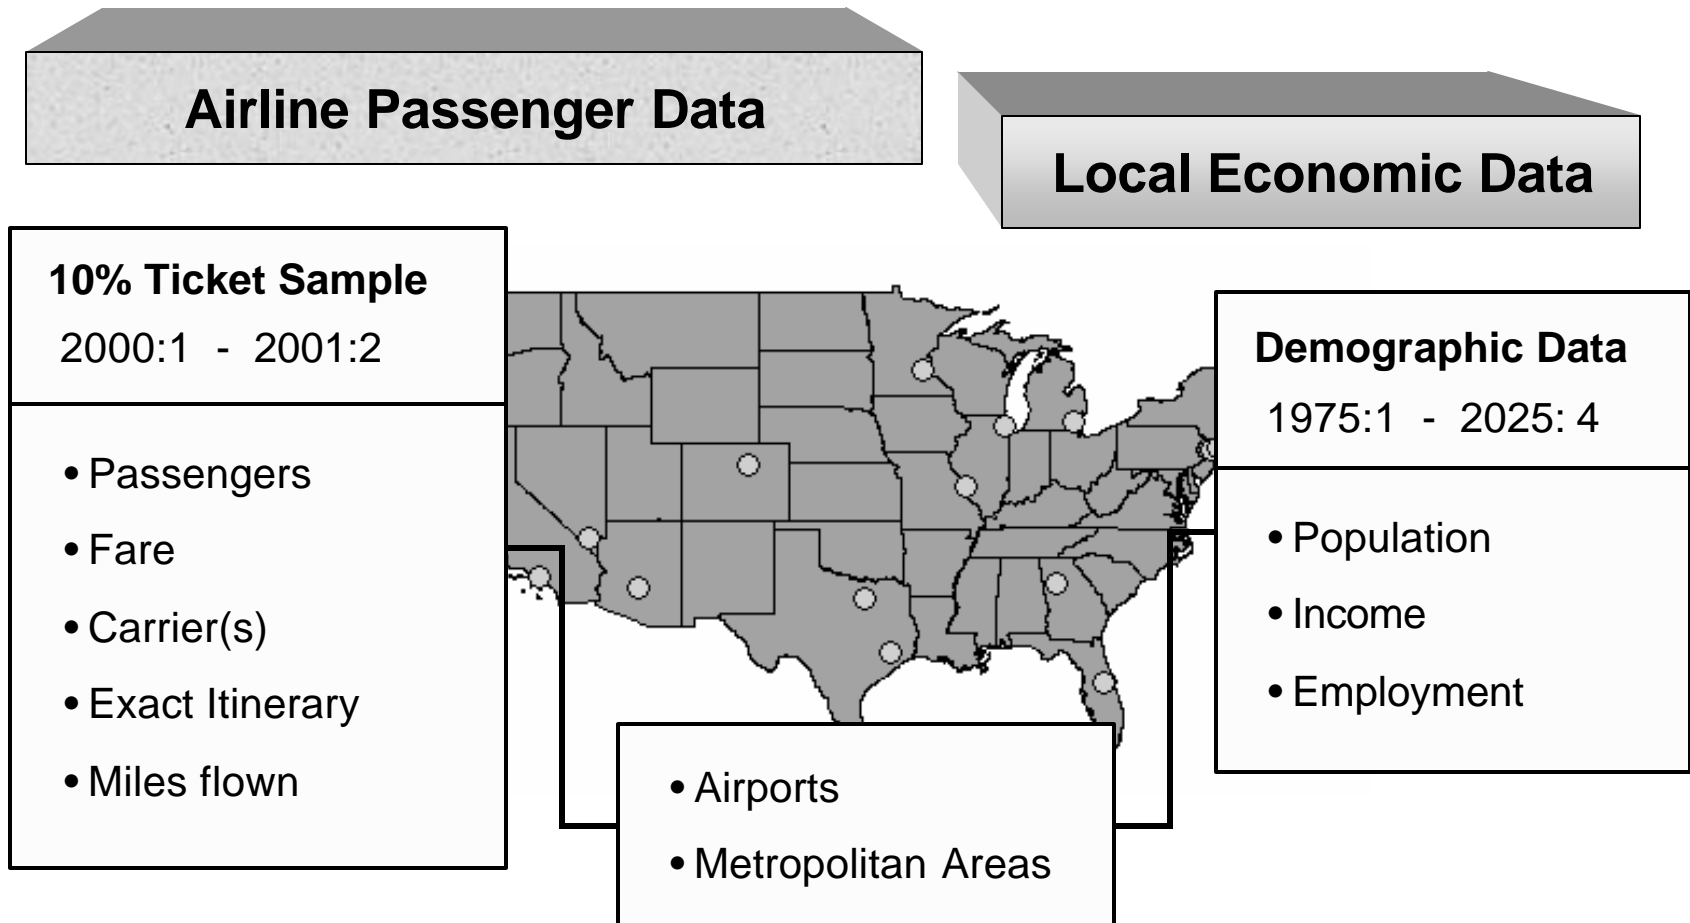 Airline Passenger Data
Local Economic Data
10% Ticket Sample
2000:1 - 2001:2
• Passengers
• Fare
• Carrier(s)
• Exact Itinerary
• Miles flown
Demographic Data
1975:1 - 2025: 4
• Population
• Income
• Employment
• Airports
• Metropolitan Areas